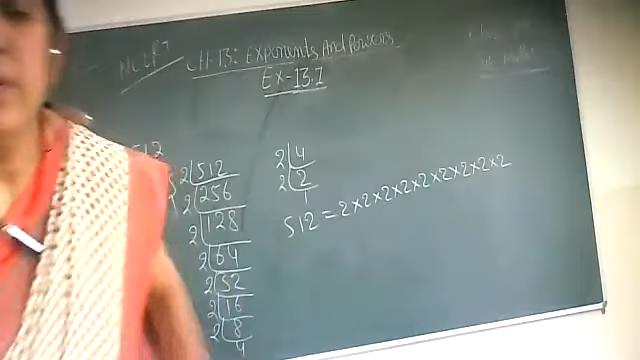 NCERT CH-13: Exponents And Powers
Ex-13.1
512
2 | 512
2 | 256
2 | 128
2 | 64
2 | 52
2 | 16
2 | 8
4
2 | 4
2 | 2
1
512 = 2×2×2×2×2×2×2×2×2